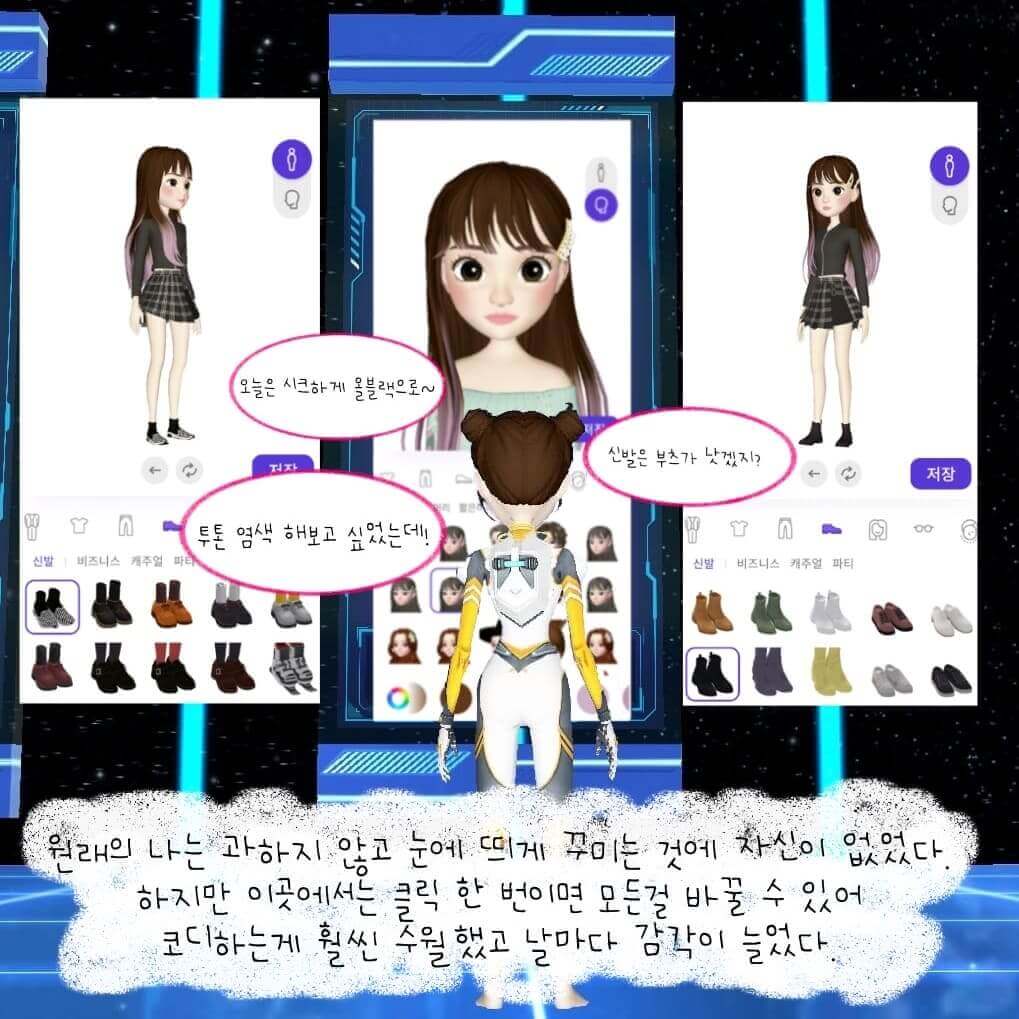 오늘은 시크하게 올블랙으로~
저장
신발은 부츠가 낫겠지?
저장
투톤 염색 해보고 싶었는데!
저장
신발 | 비즈니스 캐주얼 파티
신발 | 비즈니스 캐주얼 파티
원래의 나는 과하지 않고 눈에 띄게 꾸미는 것에 자신이 없었다.
하지만 이곳에서는 클릭 한 번이면 모든걸 바꿀 수 있어
코디하는게 훨씬 수월했고 날마다 감각이 늘었다.